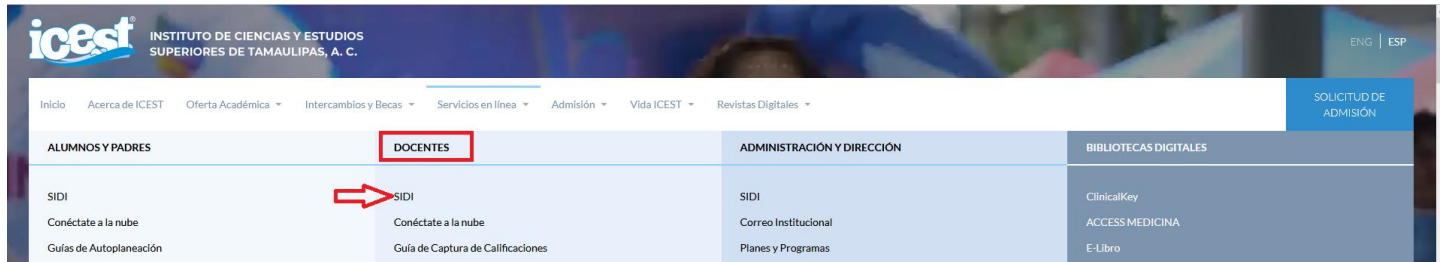 icest®
INSTITUTO DE CIENCIAS Y ESTUDIOS
SUPERIORES DE TAMAULIPAS, A. C.
ENG | ESP
Inicio Acerca de ICEST Oferta Académica Intercambios y Becas Servicios en línea Admisión Vida ICEST Revistas Digitales
SOLICITUD DE
ADMISIÓN
ALUMNOS Y PADRES
SIDI
Conéctate a la nube
Guías de Autoplaneación
DOCENTES
SIDI
Conéctate a la nube
Guía de Captura de Calificaciones
ADMINISTRACIÓN Y DIRECCIÓN
SIDI
Correo Institucional
Planes y Programas
BIBLIOTECAS DIGITALES
ClinicalKey
ACCESS MEDICINA
E-Libro